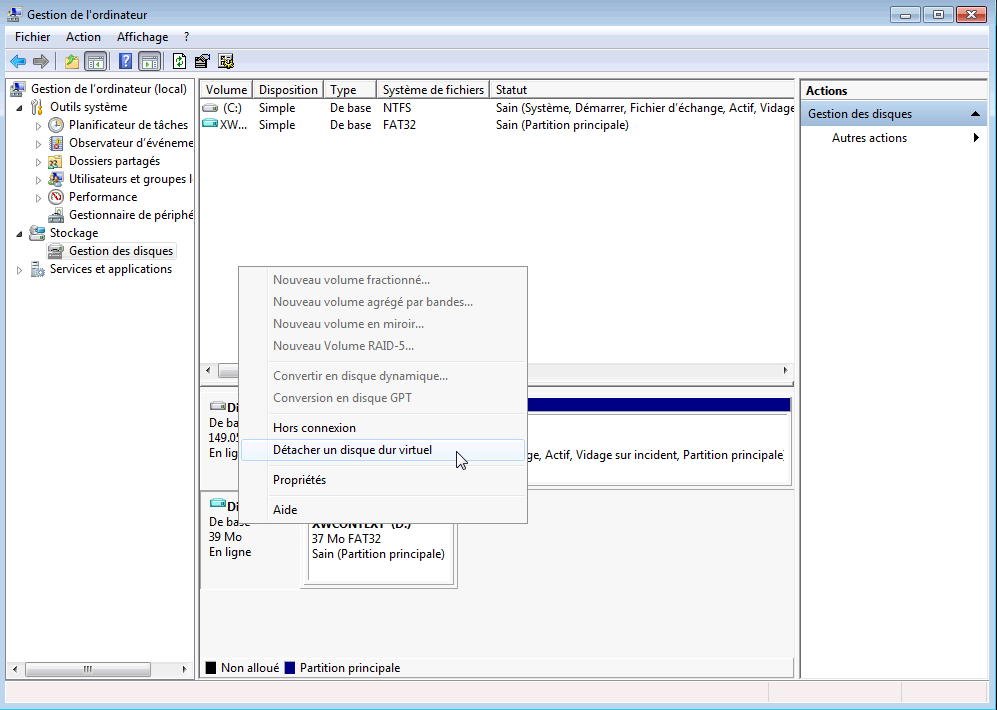 Gestion de l'ordinateur
Fichier Action Affichage ?
Gestion de l'ordinateur (local)
Outils système
Planificateur de tâches
Observateur d'événeme
Dossiers partagés
Utilisateurs et groupes l
Performance
Gestionnaire de périphé
Stockage
Gestion des disques
Services et applications
Volume Disposition Type Système de fichiers Statut
(C:) Simple De base NTFS Sain (Système, Démarrer, Fichier d'échange, Actif, Vidage
XW... Simple De base FAT32 Sain (Partition principale)
Nouveau volume fractionné...
Nouveau volume agrégé par bandes...
Nouveau volume en miroir...
Nouveau Volume RAID-5...
Convertir en disque dynamique...
Conversion en disque GPT
Hors connexion
Détacher un disque dur virtuel
Propriétés
Aide
Di
De ba
149.05
En lig
ge, Actif, Vidage sur incident, Partition principale
Di
De base
39 Mo
En ligne
XWCONTEXT (D:)
37 Mo FAT32
Sain (Partition principale)
Non alloué Partition principale
Actions
Gestion des disques
Autres actions